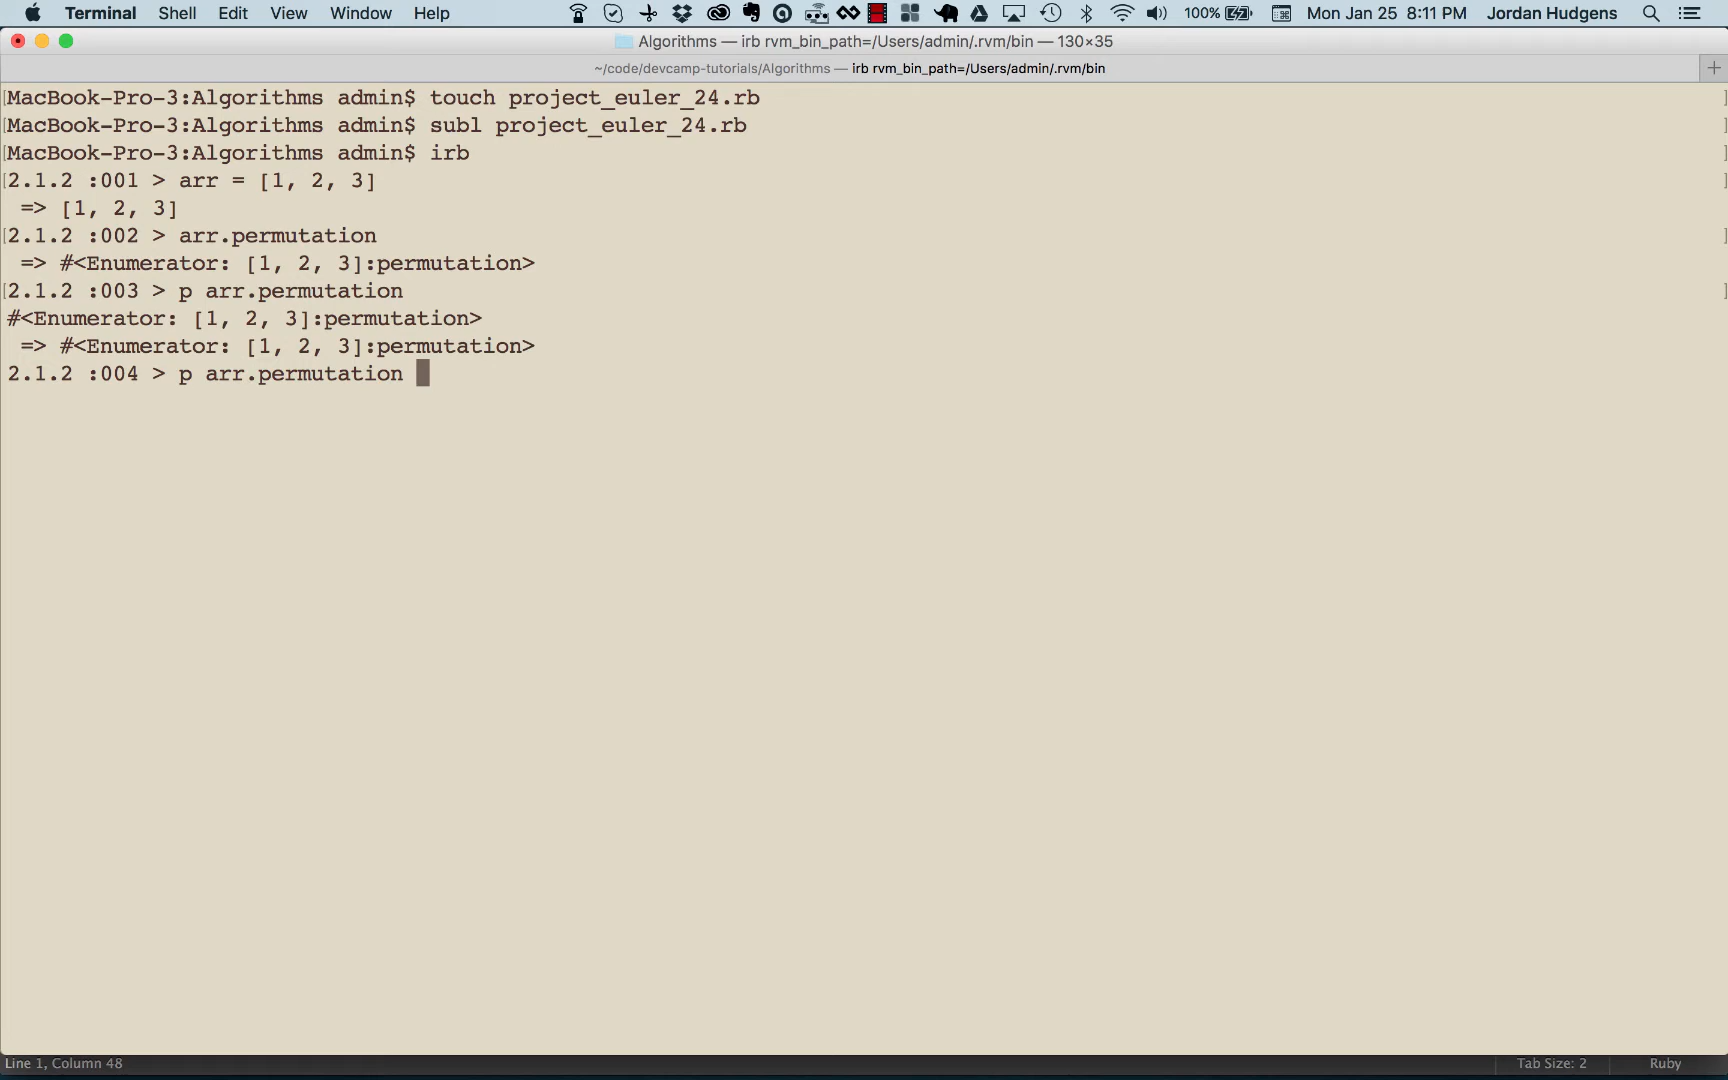 Terminal Shell Edit View Window Help 100% Mon Jan 25 8:11 PM Jordan Hudgens
Algorithms — irb rvm_bin_path=/Users/admin/.rvm/bin — 130×35
~/code/devcamp-tutorials/Algorithms — irb rvm_bin_path=/Users/admin/.rvm/bin
[MacBook-Pro-3:Algorithms admin$ touch project_euler_24.rb ]
[MacBook-Pro-3:Algorithms admin$ subl project_euler_24.rb ]
[MacBook-Pro-3:Algorithms admin$ irb ]
[2.1.2 :001 > arr = [1, 2, 3] ]
=> [1, 2, 3]
[2.1.2 :002 > arr.permutation ]
=> #<Enumerator: [1, 2, 3]:permutation>
[2.1.2 :003 > p arr.permutation ]
#<Enumerator: [1, 2, 3]:permutation>
=> #<Enumerator: [1, 2, 3]:permutation>
2.1.2 :004 > p arr.permutation
Line 1, Column 48 Tab Size: 2 Ruby